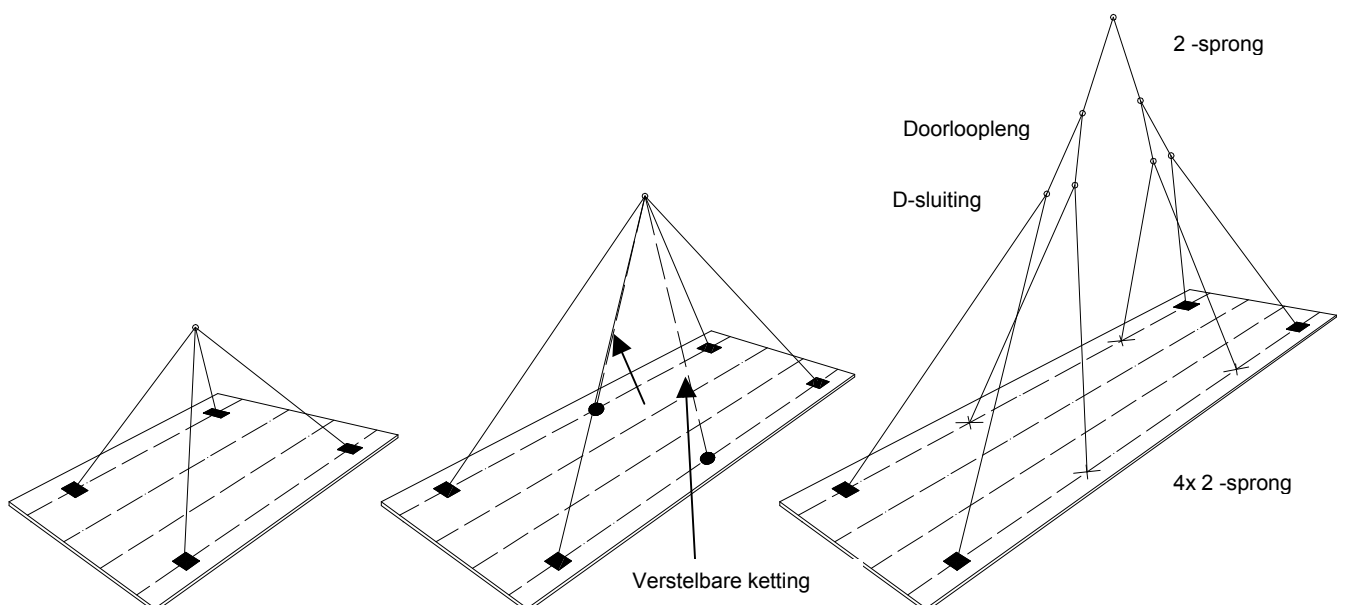 2 -sprong
Doorloopleng
D-sluiting
4x 2 -sprong
Verstelbare ketting